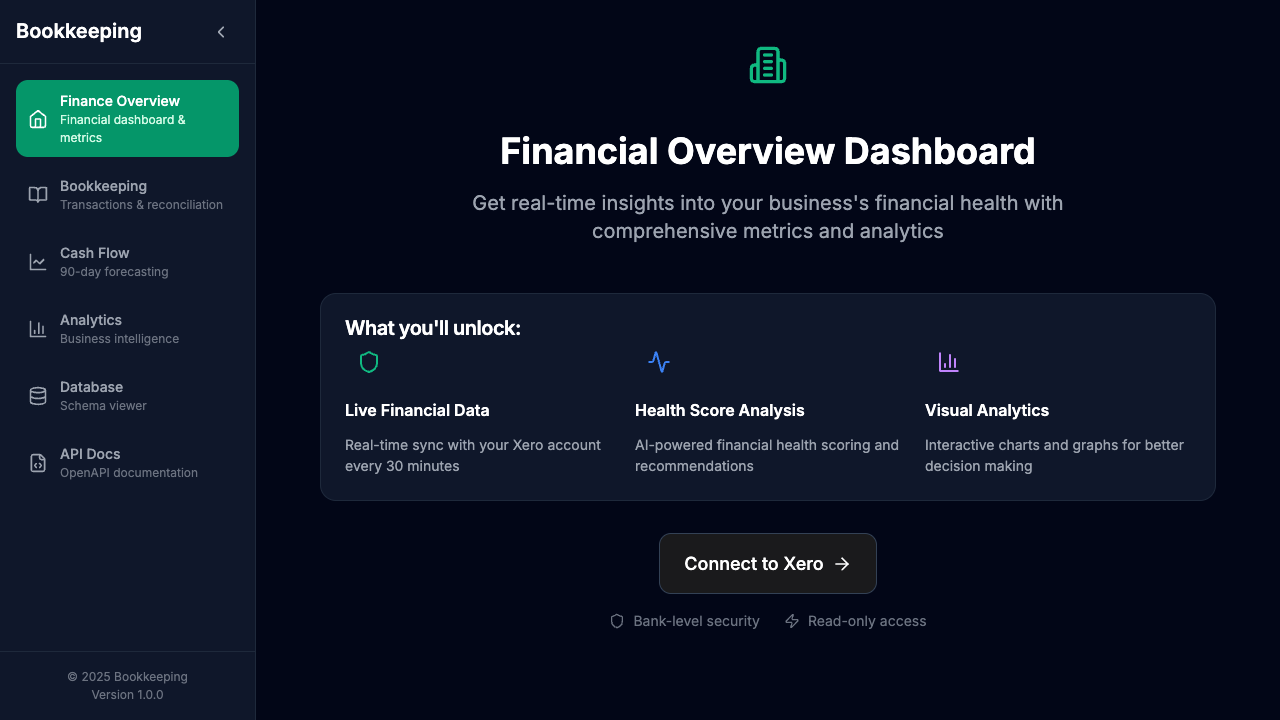 Bookkeeping
Finance Overview
Financial dashboard &
metrics
Bookkeeping
Transactions & reconciliation
Cash Flow
90-day forecasting
Analytics
Business intelligence
Database
Schema viewer
API Docs
OpenAPI documentation
© 2025 Bookkeeping
Version 1.0.0
Financial Overview Dashboard
Get real-time insights into your business's financial health with
comprehensive metrics and analytics
What you'll unlock:
Live Financial Data
Real-time sync with your Xero account
every 30 minutes
Health Score Analysis
AI-powered financial health scoring and
recommendations
Visual Analytics
Interactive charts and graphs for better
decision making
Connect to Xero
Bank-level security
Read-only access